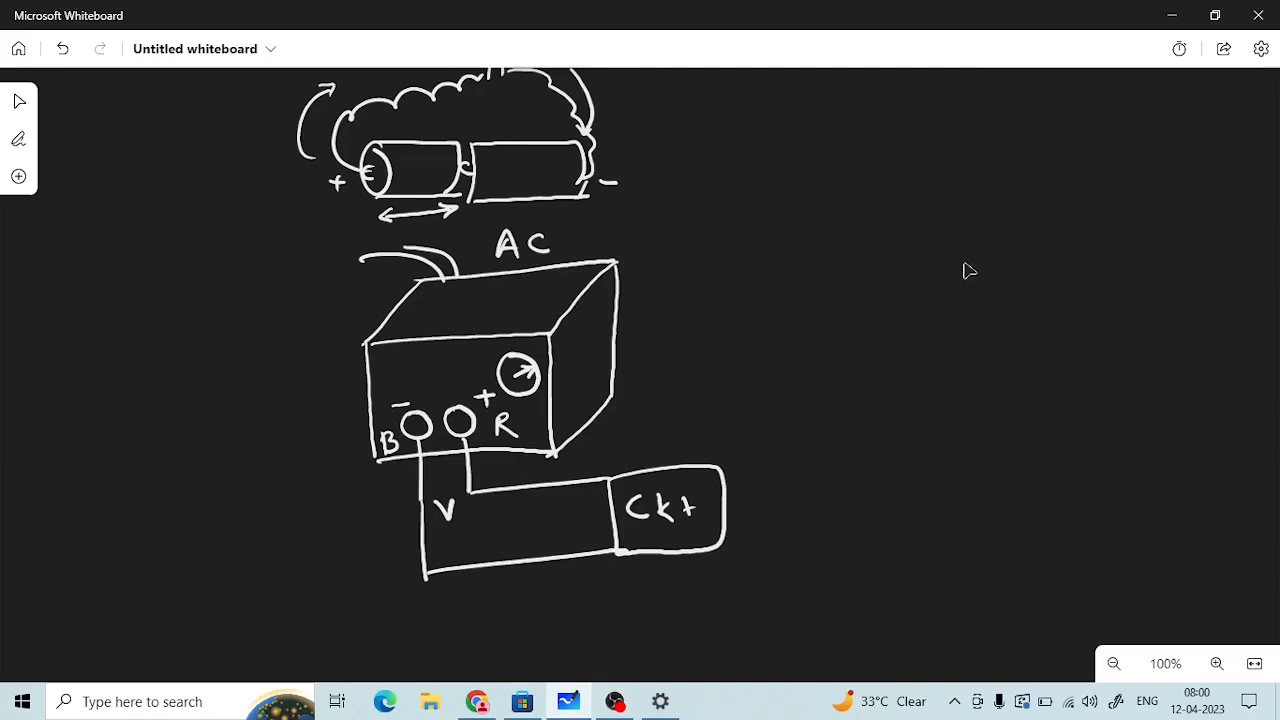 Microsoft Whiteboard
Untitled whiteboard
+ -
AC
- +
B R
V
Ckt
100%
Type here to search
33°C Clear
ENG
08:00
12-04-2023